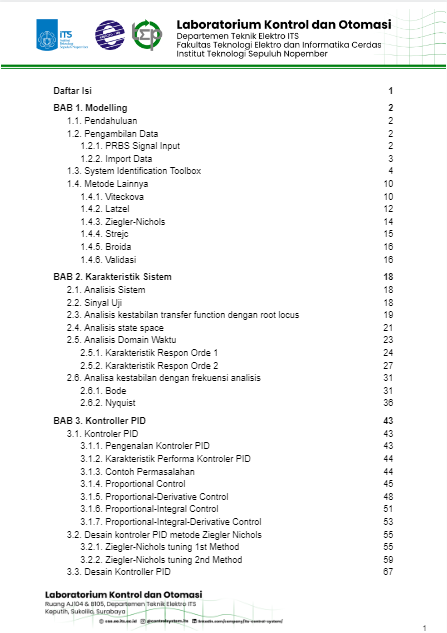 ITS
Laboratorium Kontrol dan Otomasi
Departemen Teknik Elektro ITS
Fakultas Teknologi Elektro dan Informatika Cerdas
Institut Teknologi Sepuluh Nopember
Daftar Isi 1
BAB 1. Modelling 2
1.1. Pendahuluan 2
1.2. Pengambilan Data 2
1.2.1. PRBS Signal Input 2
1.2.2. Import Data 3
1.3. System Identification Toolbox 4
1.4. Metode Lainnya 10
1.4.1. Viteckova 10
1.4.2. Latzel 12
1.4.3. Ziegler-Nichols 14
1.4.4. Strejc 15
1.4.5. Broida 16
1.4.6. Validasi 16
BAB 2. Karakteristik Sistem 18
2.1. Analisis Sistem 18
2.2. Sinyal Uji 18
2.3. Analisis kestabilan transfer function dengan root locus 19
2.4. Analisis state space 21
2.5. Analisis Domain Waktu 23
2.5.1. Karakteristik Respon Orde 1 24
2.5.2. Karakteristik Respon Orde 2 27
2.6. Analisa kestabilan dengan frekuensi analisis 31
2.6.1. Bode 31
2.6.2. Nyquist 36
BAB 3. Kontroller PID 43
3.1. Kontroler PID 43
3.1.1. Pengenalan Kontroler PID 43
3.1.2. Karakteristik Performa Kontroler PID 44
3.1.3. Contoh Permasalahan 44
3.1.4. Proportional Control 45
3.1.5. Proportional-Derivative Control 48
3.1.6. Proportional-Integral Control 51
3.1.7. Proportional-Integral-Derivative Control 53
3.2. Desain kontroler PID metode Ziegler Nichols 55
3.2.1. Ziegler-Nichols tuning 1st Method 55
3.2.2. Ziegler-Nichols tuning 2nd Method 59
3.3. Desain Kontroller PID 67
Laboratorium Kontrol dan Otomasi
Ruang AJ104 & B105, Departemen Teknik Elektro ITS
Keputih, Sukolilo, Surabaya
1